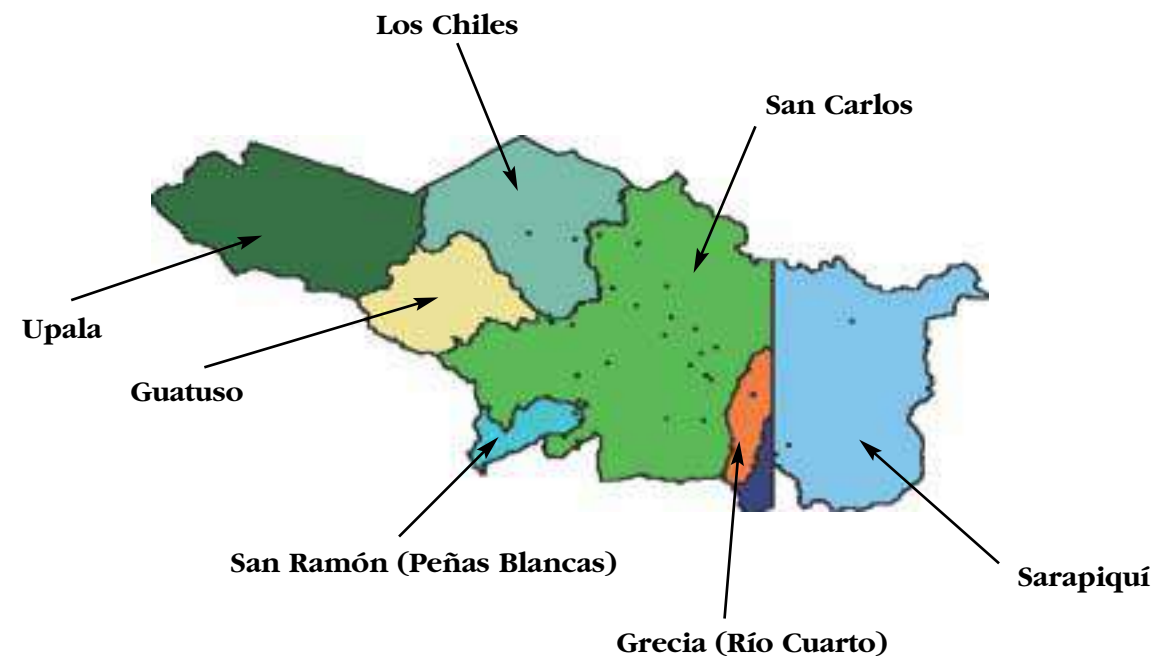 Los Chiles
San Carlos
Upala
Guatuso
San Ramón (Peñas Blancas)
Sarapiquí
Grecia (Río Cuarto)